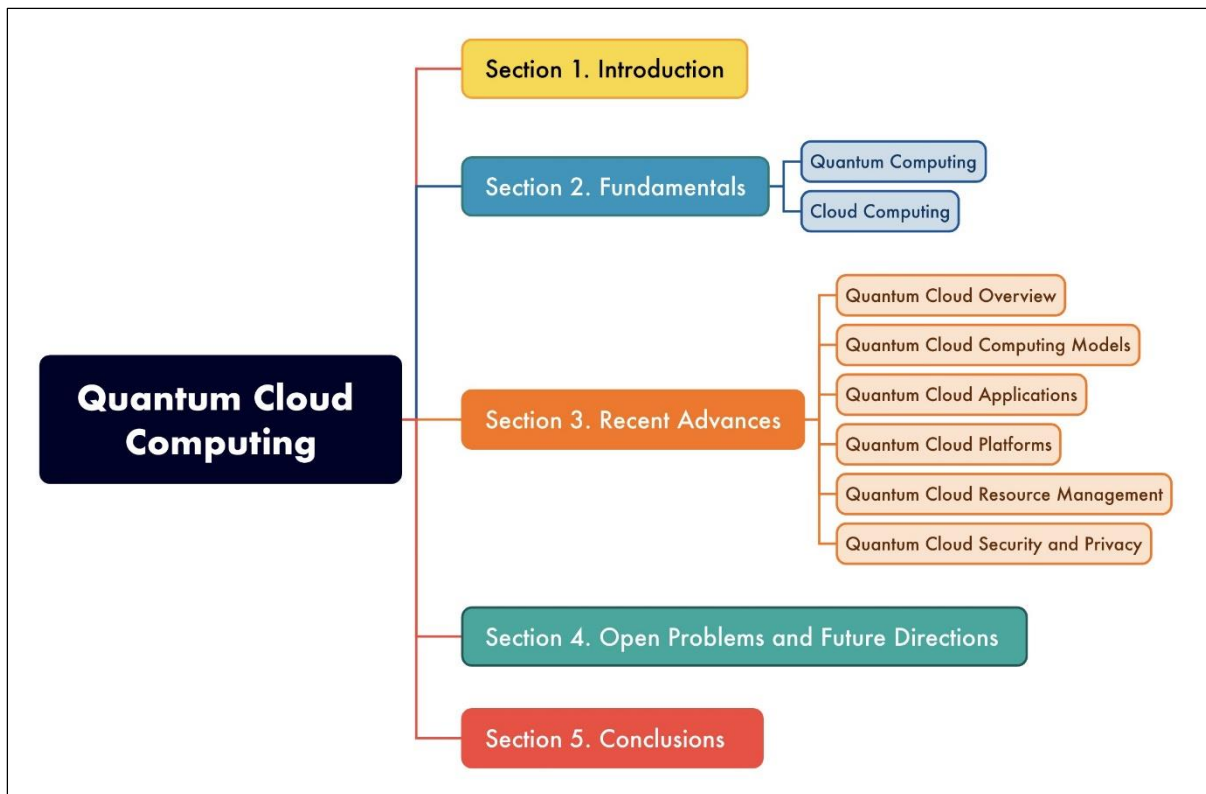 Quantum Cloud
Computing
Section 1. Introduction
Section 2. Fundamentals
Quantum Computing
Cloud Computing
Section 3. Recent Advances
Quantum Cloud Overview
Quantum Cloud Computing Models
Quantum Cloud Applications
Quantum Cloud Platforms
Quantum Cloud Resource Management
Quantum Cloud Security and Privacy
Section 4. Open Problems and Future Directions
Section 5. Conclusions